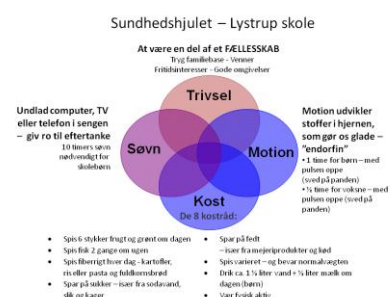 Sundhedshjulet – Lystrup skole
At være en del af et FÆLLESSKAB
Tryg familiebase - Venner
Fritidsinteresser - Gode omgivelser
Trivsel
Undlad computer, TV
eller telefon i sengen
– giv ro til eftertanke
10 timers søvn
nødvendigt for
skolebørn
Søvn
Motion
Motion udvikler
stoffer i hjernen,
som gør os glade –
"endorfin"
• 1 time for børn – med
pulsen oppe
(sved på panden)
• ½ time for voksne – med
pulsen oppe (sved på
panden)
Kost
De 8 kostråd:
• Spis 6 stykker frugt og grønt om dagen
• Spis fisk 2 gange om ugen
• Spis fiberrigt hver dag - kartofler,
ris eller pasta og fuldkornsbrød
• Spar på sukker – især fra sodavand,
slik og kager
• Spar på fedt
– især fra mejeriprodukter og kød
• Spis varieret – og bevar normalvægten
• Drik ca. 1 ½ liter vand + ½ liter mælk om
dagen (børn)
• Vær fysisk aktiv